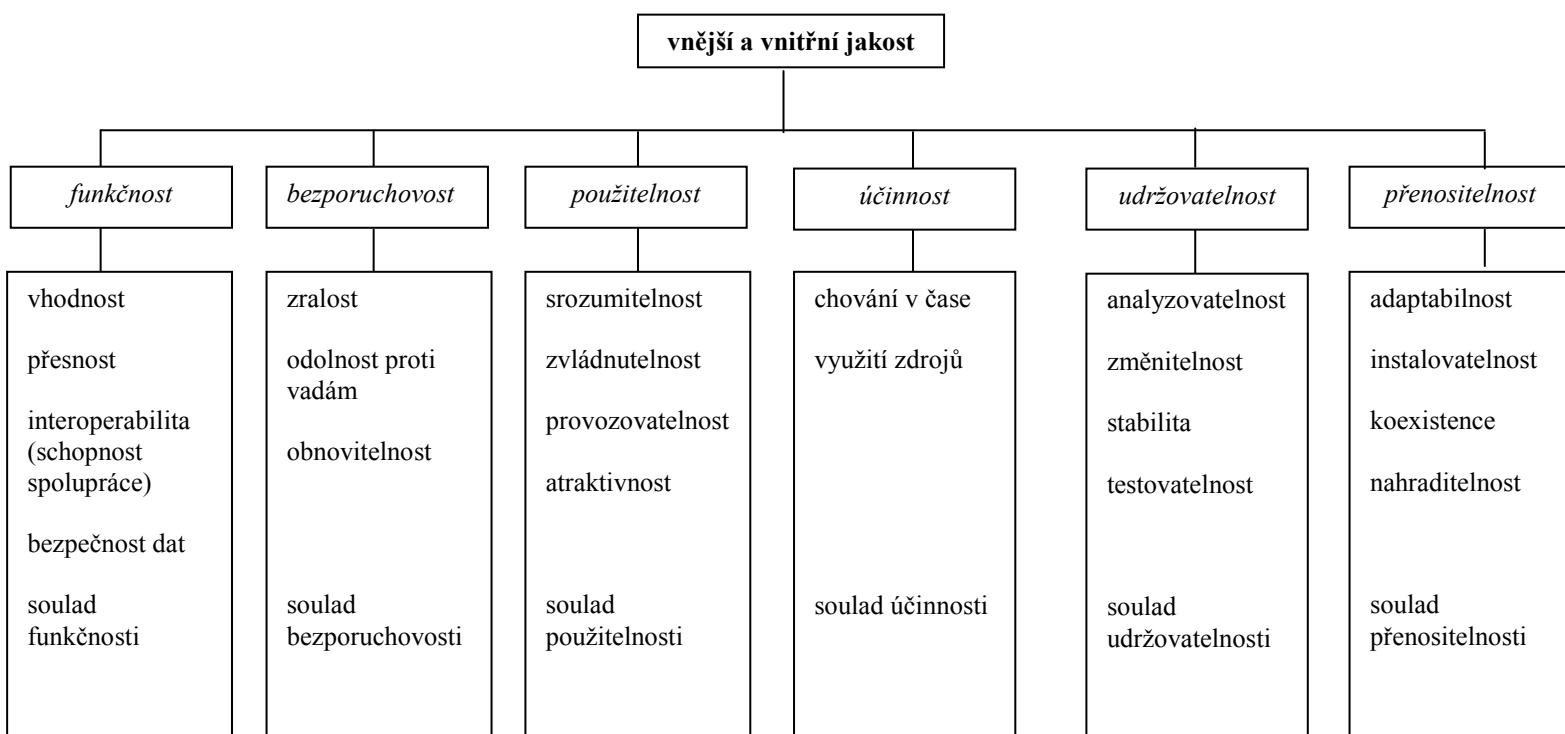 vnější a vnitřní jakost
funkčnost
bezporuchovost
použitelnost
účinnost
udržovatelnost
přenositelnost
vhodnost
přesnost
interoperabilita
(schopnost
spolupráce)
bezpečnost dat
soulad
funkčnosti
zralost
odolnost proti
vadám
obnovitelnost
soulad
bezporuchovosti
srozumitelnost
zvládnutelnost
provozovatelnost
atraktivnost
soulad
použitelnosti
chování v čase
využití zdrojů
soulad účinnosti
analyzovatelnost
změnitelnost
stabilita
testovatelnost
soulad
udržovatelnosti
adaptabilnost
instalovatelnost
koexistence
nahraditelnost
soulad
přenositelnosti